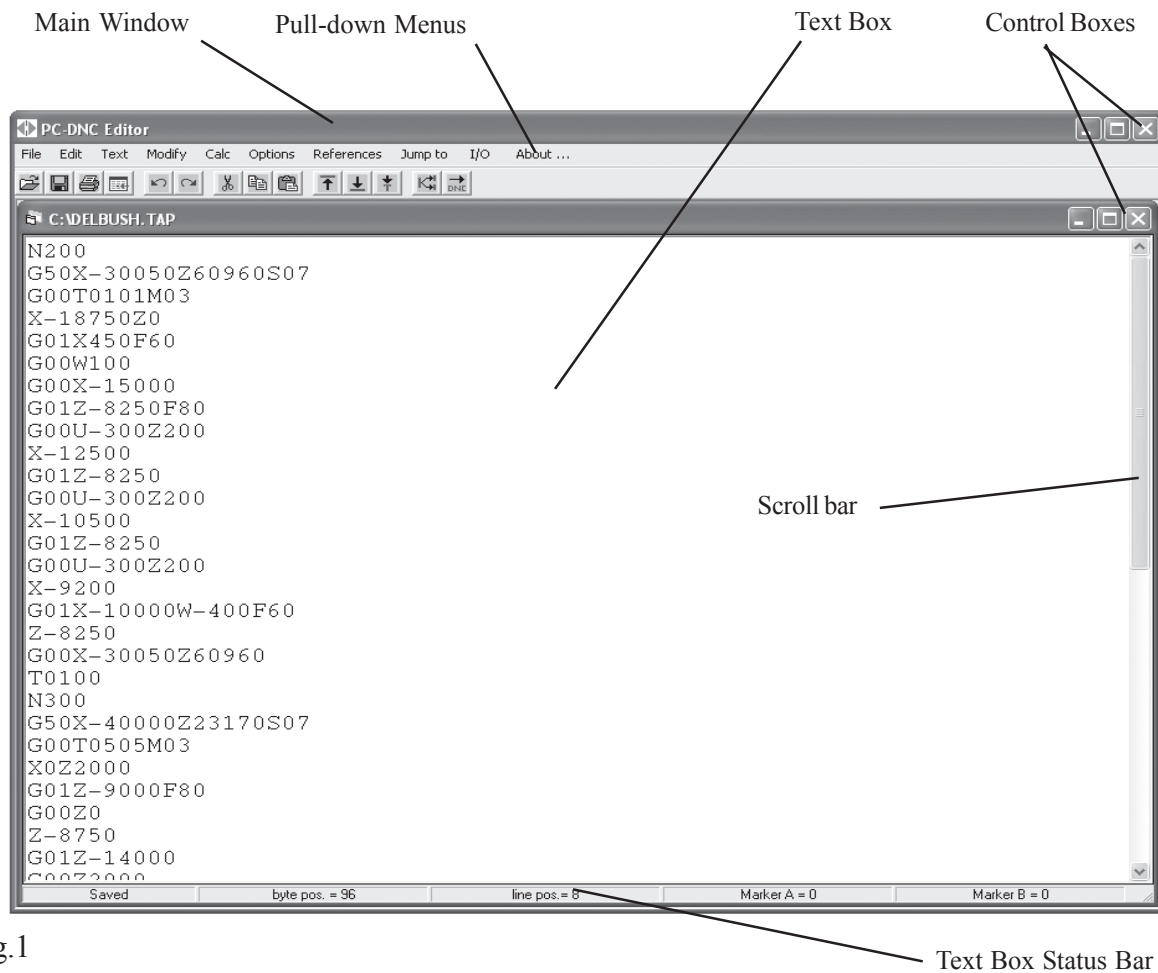 Main Window Pull-down Menus Text Box Control Boxes
PC-DNC Editor
File Edit Text Modify Calc Options References Jump to I/O About ...
DNC
C:\DELBUSH.TAP
N200
G50X-30050Z60960S07
G00T0101M03
X-18750Z0
G01X450F60
G00W100
G00X-15000
G01Z-8250F80
G00U-300Z200
X-12500
G01Z-8250
G00U-300Z200
X-10500
G01Z-8250
G00U-300Z200
X-9200
G01X-10000W-400F60
Z-8250
G00X-30050Z60960
T0100
N300
G50X-40000Z23170S07
G00T0505M03
X0Z2000
G01Z-9000F80
G00Z0
Z-8750
G01Z-14000
G00Z2000
Scroll bar
Saved byte pos. = 96 line pos.= 8 Marker A = 0 Marker B = 0
g.1
Text Box Status Bar